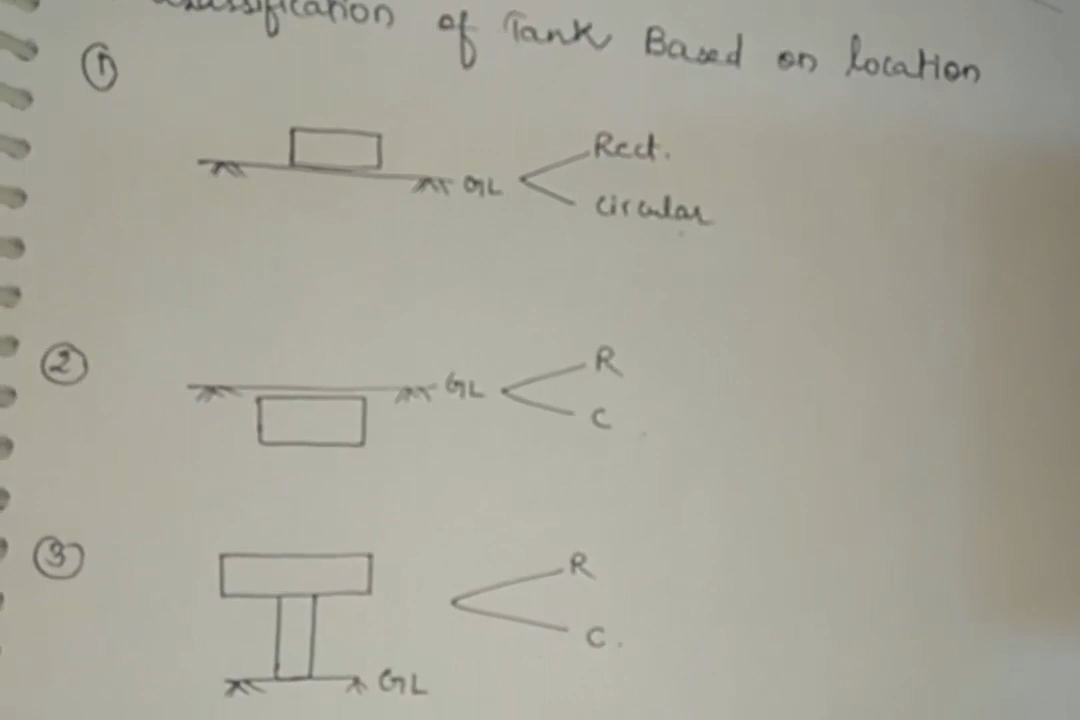 of Tank Based on location
①
Rect.
GL
circular
②
R
GL
C
③
R
C.
GL